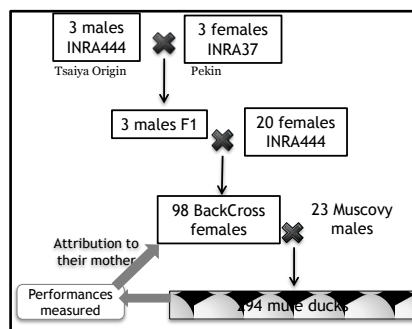 3 males
INRA444
3 females
INRA37
Tsaiya Origin
Pekin
3 males F1
20 females
INRA444
98 BackCross
females
23 Muscovy
males
Attribution to
their mother
Performances
measured
294 mule ducks